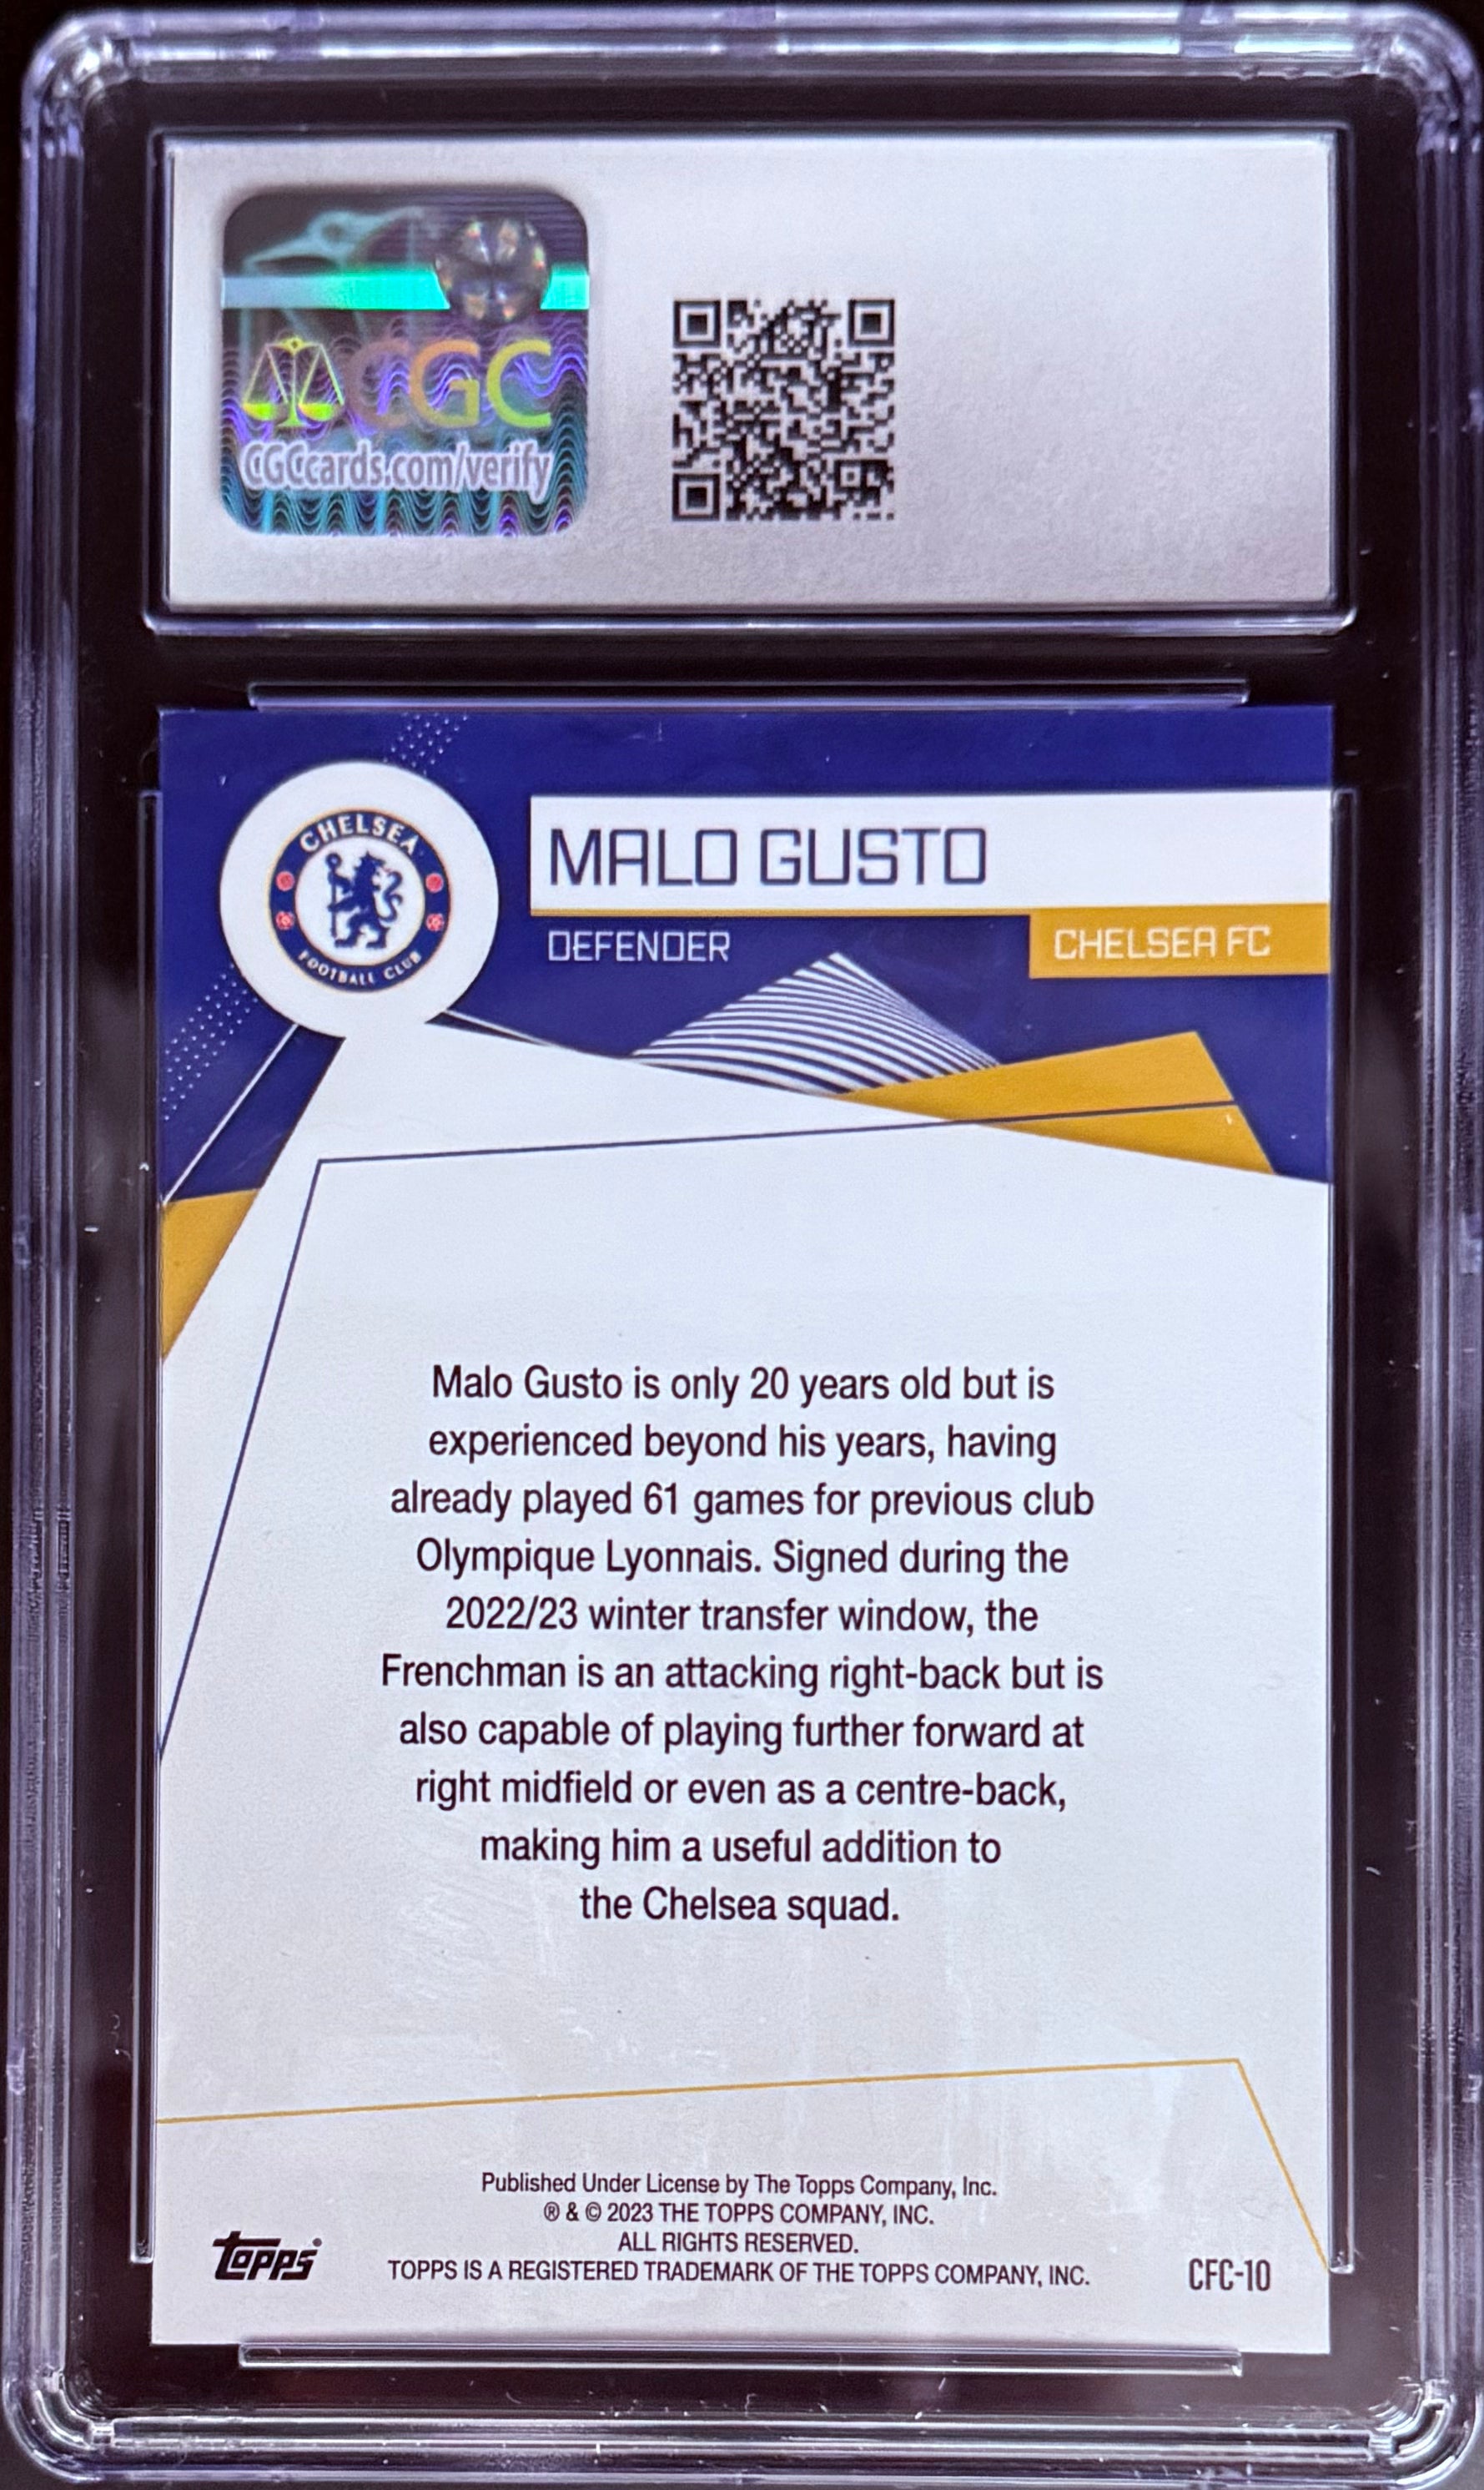 CGC
CGCcards.com/verify
CHELSEA
FOOTBALL CLUB
MALO GUSTO
DEFENDER
CHELSEA FC
Malo Gusto is only 20 years old but is
experienced beyond his years, having
already played 61 games for previous club
Olympique Lyonnais. Signed during the
2022/23 winter transfer window, the
Frenchman is an attacking right-back but is
also capable of playing further forward at
right midfield or even as a centre-back,
making him a useful addition to
the Chelsea squad.
Published Under License by The Topps Company, Inc.
® & © 2023 THE TOPPS COMPANY, INC.
ALL RIGHTS RESERVED.
TOPPS IS A REGISTERED TRADEMARK OF THE TOPPS COMPANY, INC.
topps®
CFC-10